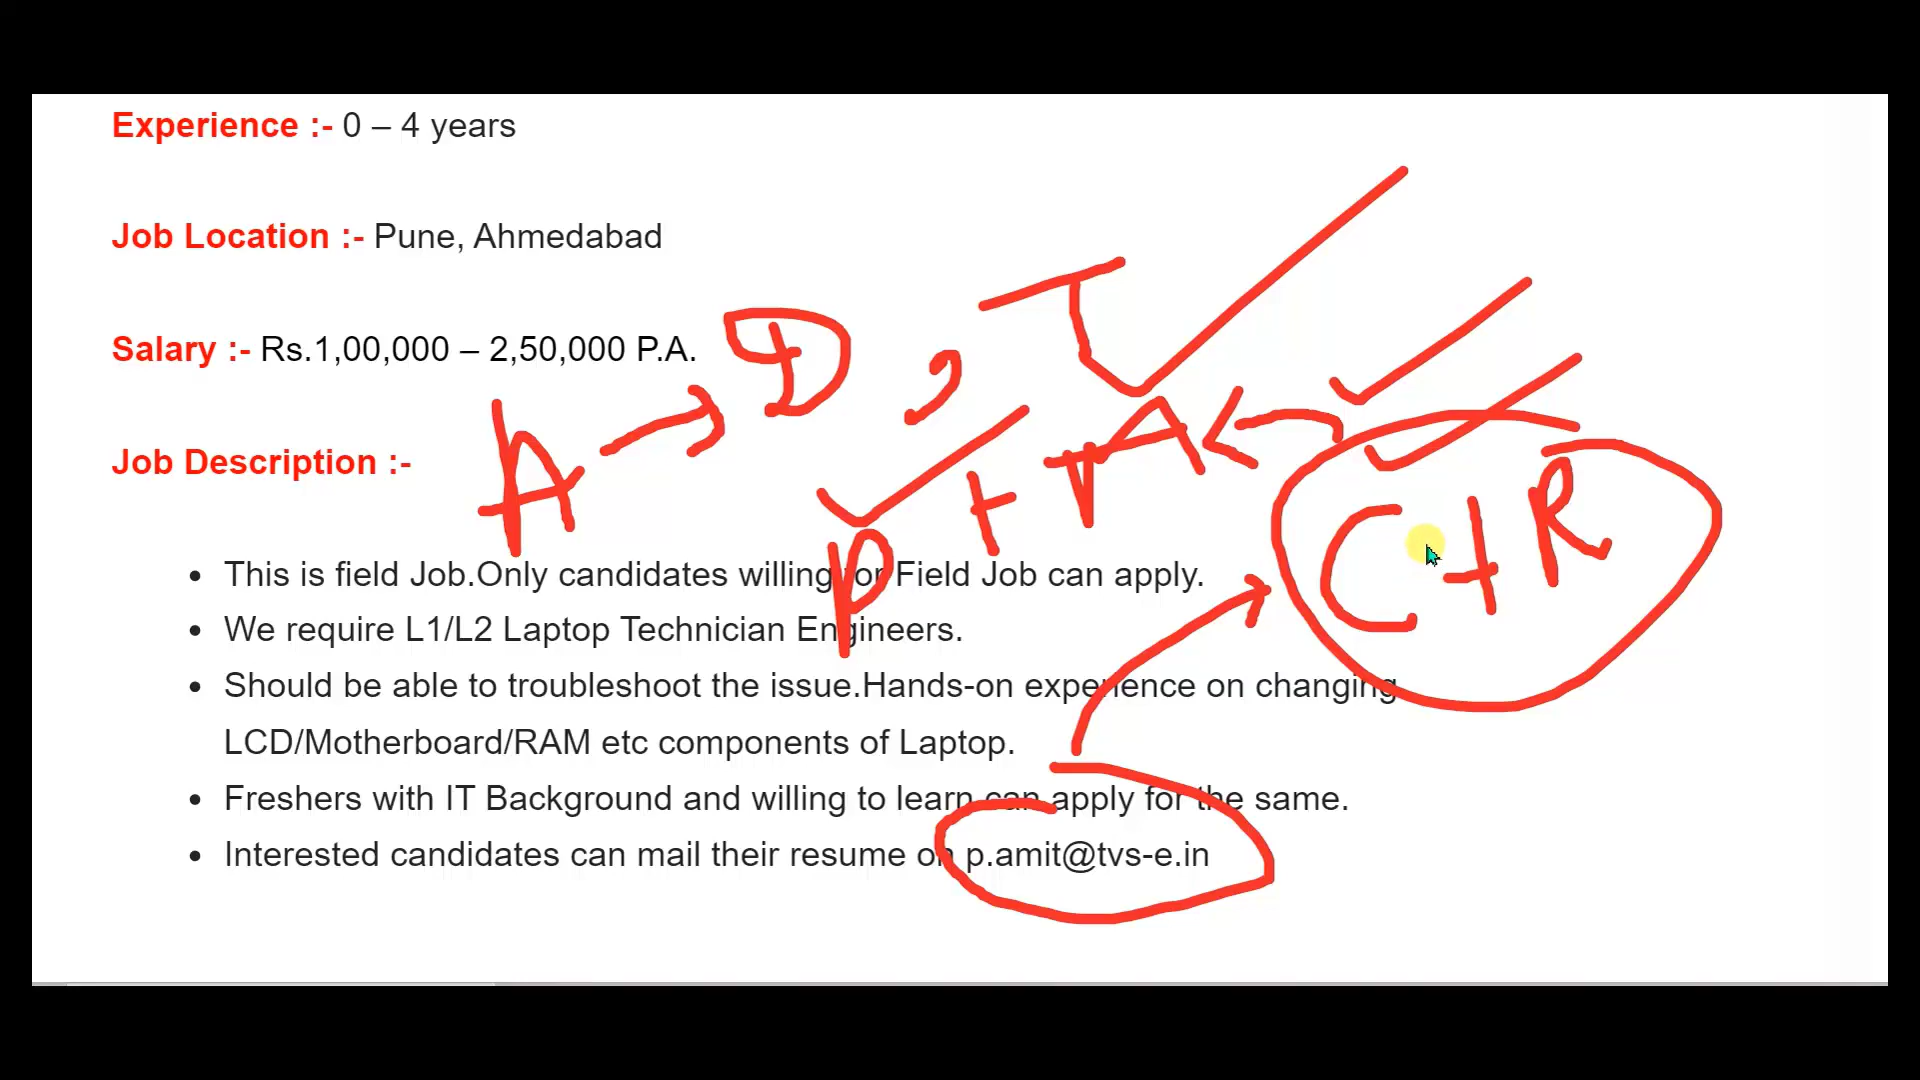 Experience :- 0 – 4 years
Job Location :- Pune, Ahmedabad
Salary :- Rs.1,00,000 – 2,50,000 P.A.
D , T
A →
Job Description :-
P + PA
C + R
• This is field Job.Only candidates willing for Field Job can apply.
• We require L1/L2 Laptop Technician Engineers.
• Should be able to troubleshoot the issue.Hands-on experience on changing
LCD/Motherboard/RAM etc components of Laptop.
• Freshers with IT Background and willing to learn can apply for the same.
• Interested candidates can mail their resume on p.amit@tvs-e.in